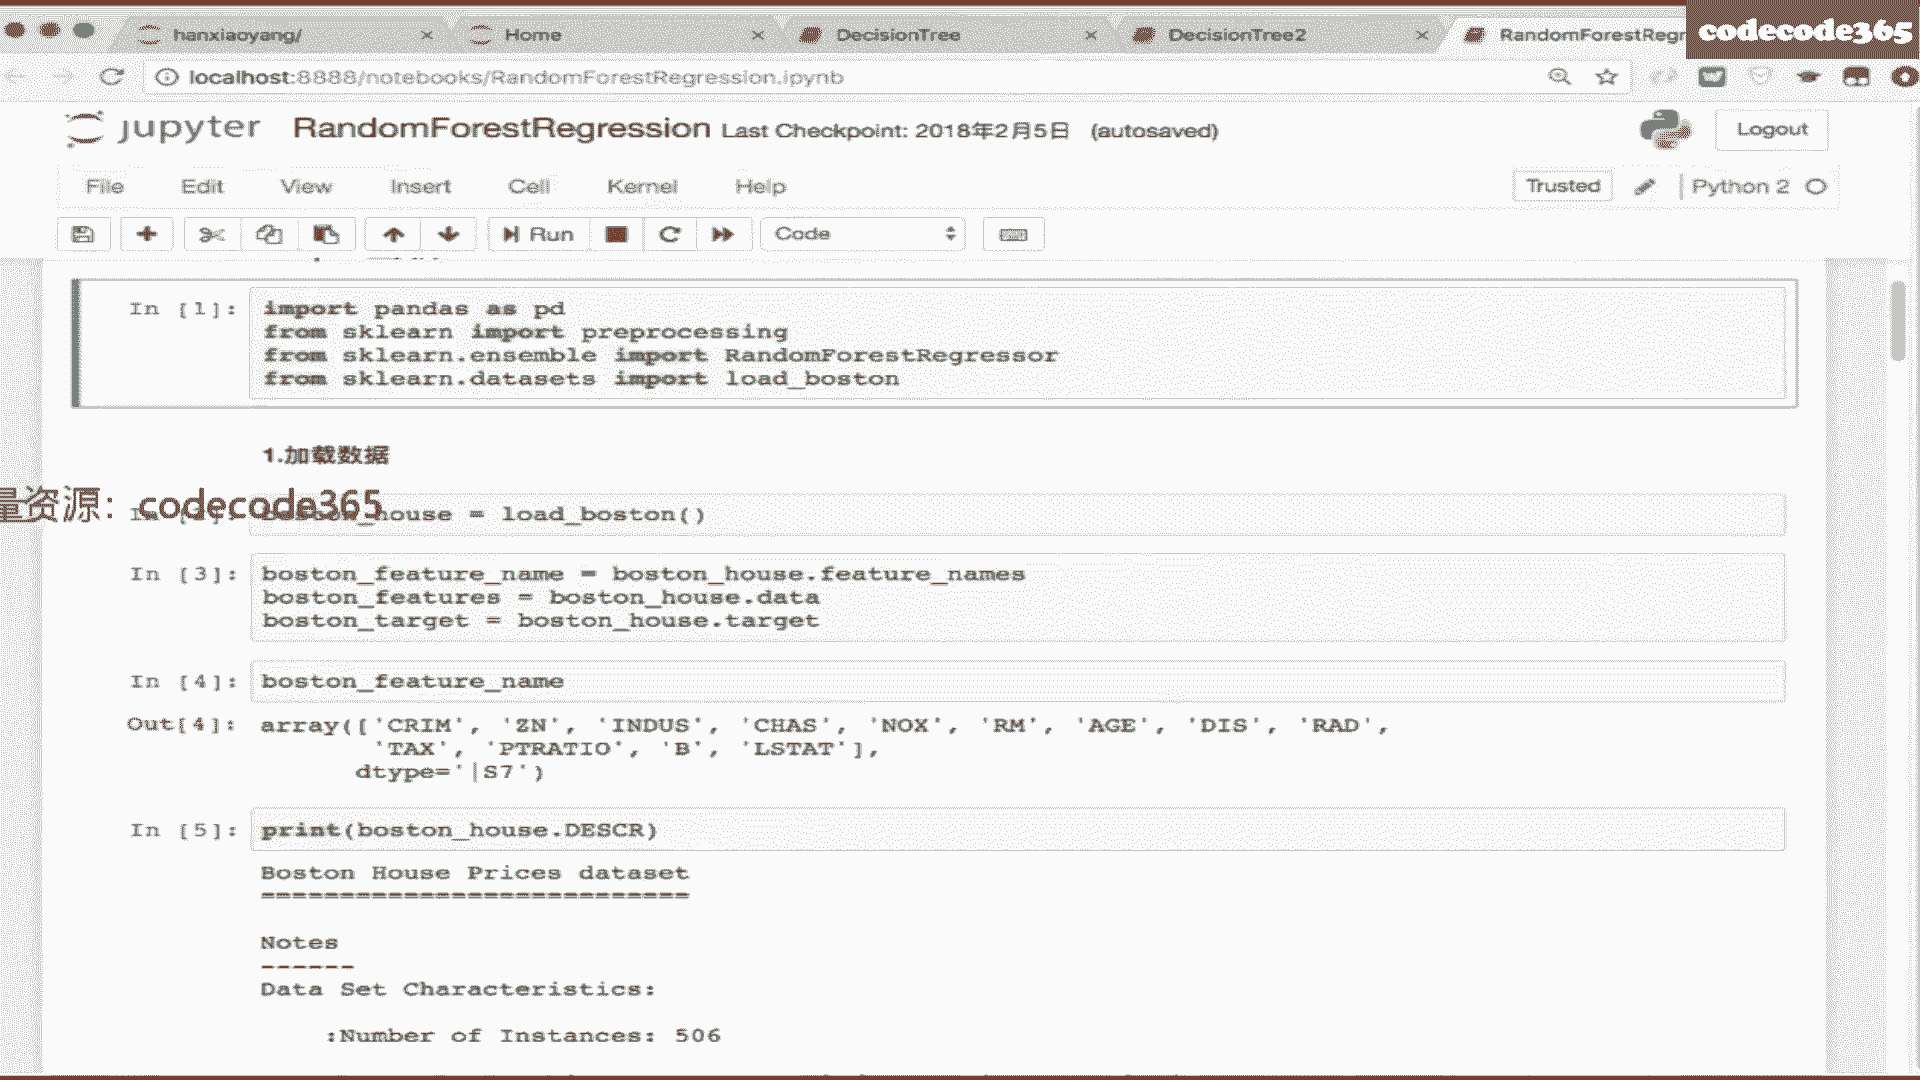 hanxiaoyang/
Home
DecisionTree
DecisionTree2
RandomForestRegr
codecode365
localhost:8888/notebooks/RandomForestRegression.ipynb
jupyter RandomForestRegression Last Checkpoint: 2018年2月5日 (autosaved)
Logout
File Edit View Insert Cell Kernel Help
Trusted Python 2
Run Code
In [1]: import pandas as pd
from sklearn import preprocessing
from sklearn.ensemble import RandomForestRegressor
from sklearn.datasets import load_boston
1.加载数据
量资源：codecode365
In [2]: boston_house = load_boston()
In [3]: boston_feature_name = boston_house.feature_names
boston_features = boston_house.data
boston_target = boston_house.target
In [4]: boston_feature_name
Out[4]: array(['CRIM', 'ZN', 'INDUS', 'CHAS', 'NOX', 'RM', 'AGE', 'DIS', 'RAD',
'TAX', 'PTRATIO', 'B', 'LSTAT'],
dtype='|S7')
In [5]: print(boston_house.DESCR)
Boston House Prices dataset
===========================
Notes
------
Data Set Characteristics:
:Number of Instances: 506